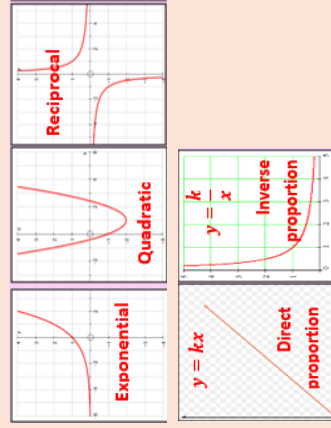 Exponential
Quadratic
Reciprocal
y = kx
Direct
proportion
y = k/x
Inverse
proportion